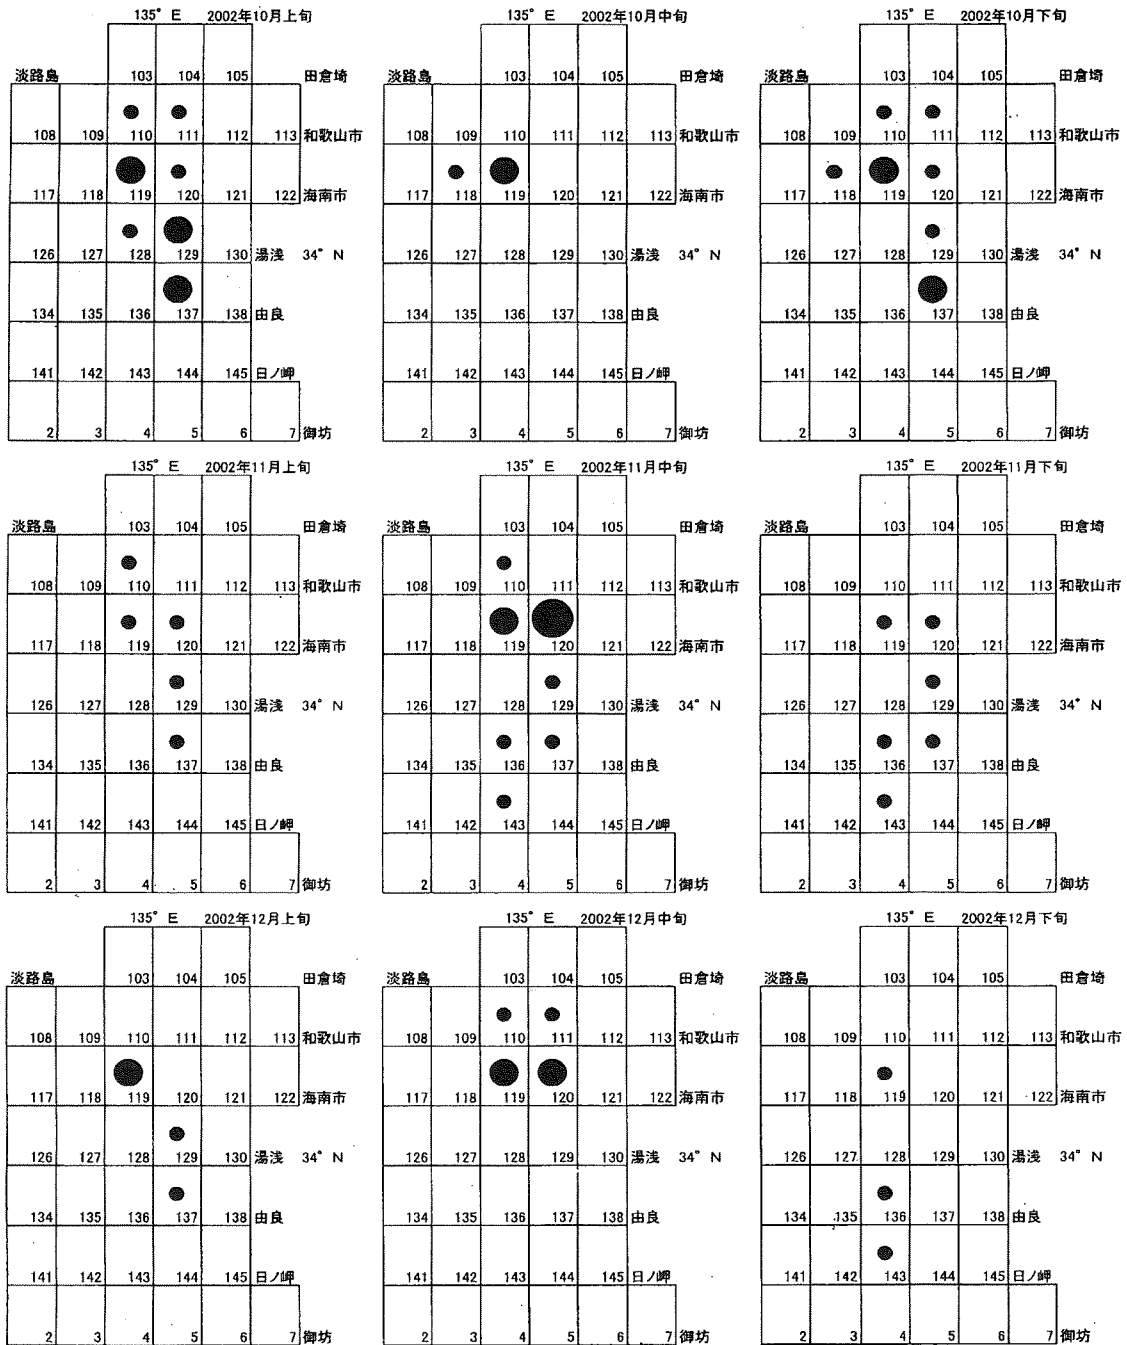 135° E 2002年10月上旬
淡路島 103 104 105 田倉埼
108 109 110 111 112 113 和歌山市
117 118 119 120 121 122 海南市
126 127 128 129 130 湯浅 34° N
134 135 136 137 138 由良
141 142 143 144 145 日ノ岬
2 3 4 5 6 7 御坊
135° E 2002年10月中旬
淡路島 103 104 105 田倉埼
108 109 110 111 112 113 和歌山市
117 118 119 120 121 122 海南市
126 127 128 129 130 湯浅 34° N
134 135 136 137 138 由良
141 142 143 144 145 日ノ岬
2 3 4 5 6 7 御坊
135° E 2002年10月下旬
淡路島 103 104 105 田倉埼
108 109 110 111 112 113 和歌山市
117 118 119 120 121 122 海南市
126 127 128 129 130 湯浅 34° N
134 135 136 137 138 由良
141 142 143 144 145 日ノ岬
2 3 4 5 6 7 御坊
135° E 2002年11月上旬
淡路島 103 104 105 田倉埼
108 109 110 111 112 113 和歌山市
117 118 119 120 121 122 海南市
126 127 128 129 130 湯浅 34° N
134 135 136 137 138 由良
141 142 143 144 145 日ノ岬
2 3 4 5 6 7 御坊
135° E 2002年11月中旬
淡路島 103 104 105 田倉埼
108 109 110 111 112 113 和歌山市
117 118 119 120 121 122 海南市
126 127 128 129 130 湯浅 34° N
134 135 136 137 138 由良
141 142 143 144 145 日ノ岬
2 3 4 5 6 7 御坊
135° E 2002年11月下旬
淡路島 103 104 105 田倉埼
108 109 110 111 112 113 和歌山市
117 118 119 120 121 122 海南市
126 127 128 129 130 湯浅 34° N
134 135 136 137 138 由良
141 142 143 144 145 日ノ岬
2 3 4 5 6 7 御坊
135° E 2002年12月上旬
淡路島 103 104 105 田倉埼
108 109 110 111 112 113 和歌山市
117 118 119 120 121 122 海南市
126 127 128 129 130 湯浅 34° N
134 135 136 137 138 由良
141 142 143 144 145 日ノ岬
2 3 4 5 6 7 御坊
135° E 2002年12月中旬
淡路島 103 104 105 田倉埼
108 109 110 111 112 113 和歌山市
117 118 119 120 121 122 海南市
126 127 128 129 130 湯浅 34° N
134 135 136 137 138 由良
141 142 143 144 145 日ノ岬
2 3 4 5 6 7 御坊
135° E 2002年12月下旬
淡路島 103 104 105 田倉埼
108 109 110 111 112 113 和歌山市
117 118 119 120 121 122 海南市
126 127 128 129 130 湯浅 34° N
134 135 136 137 138 由良
141 142 143 144 145 日ノ岬
2 3 4 5 6 7 御坊